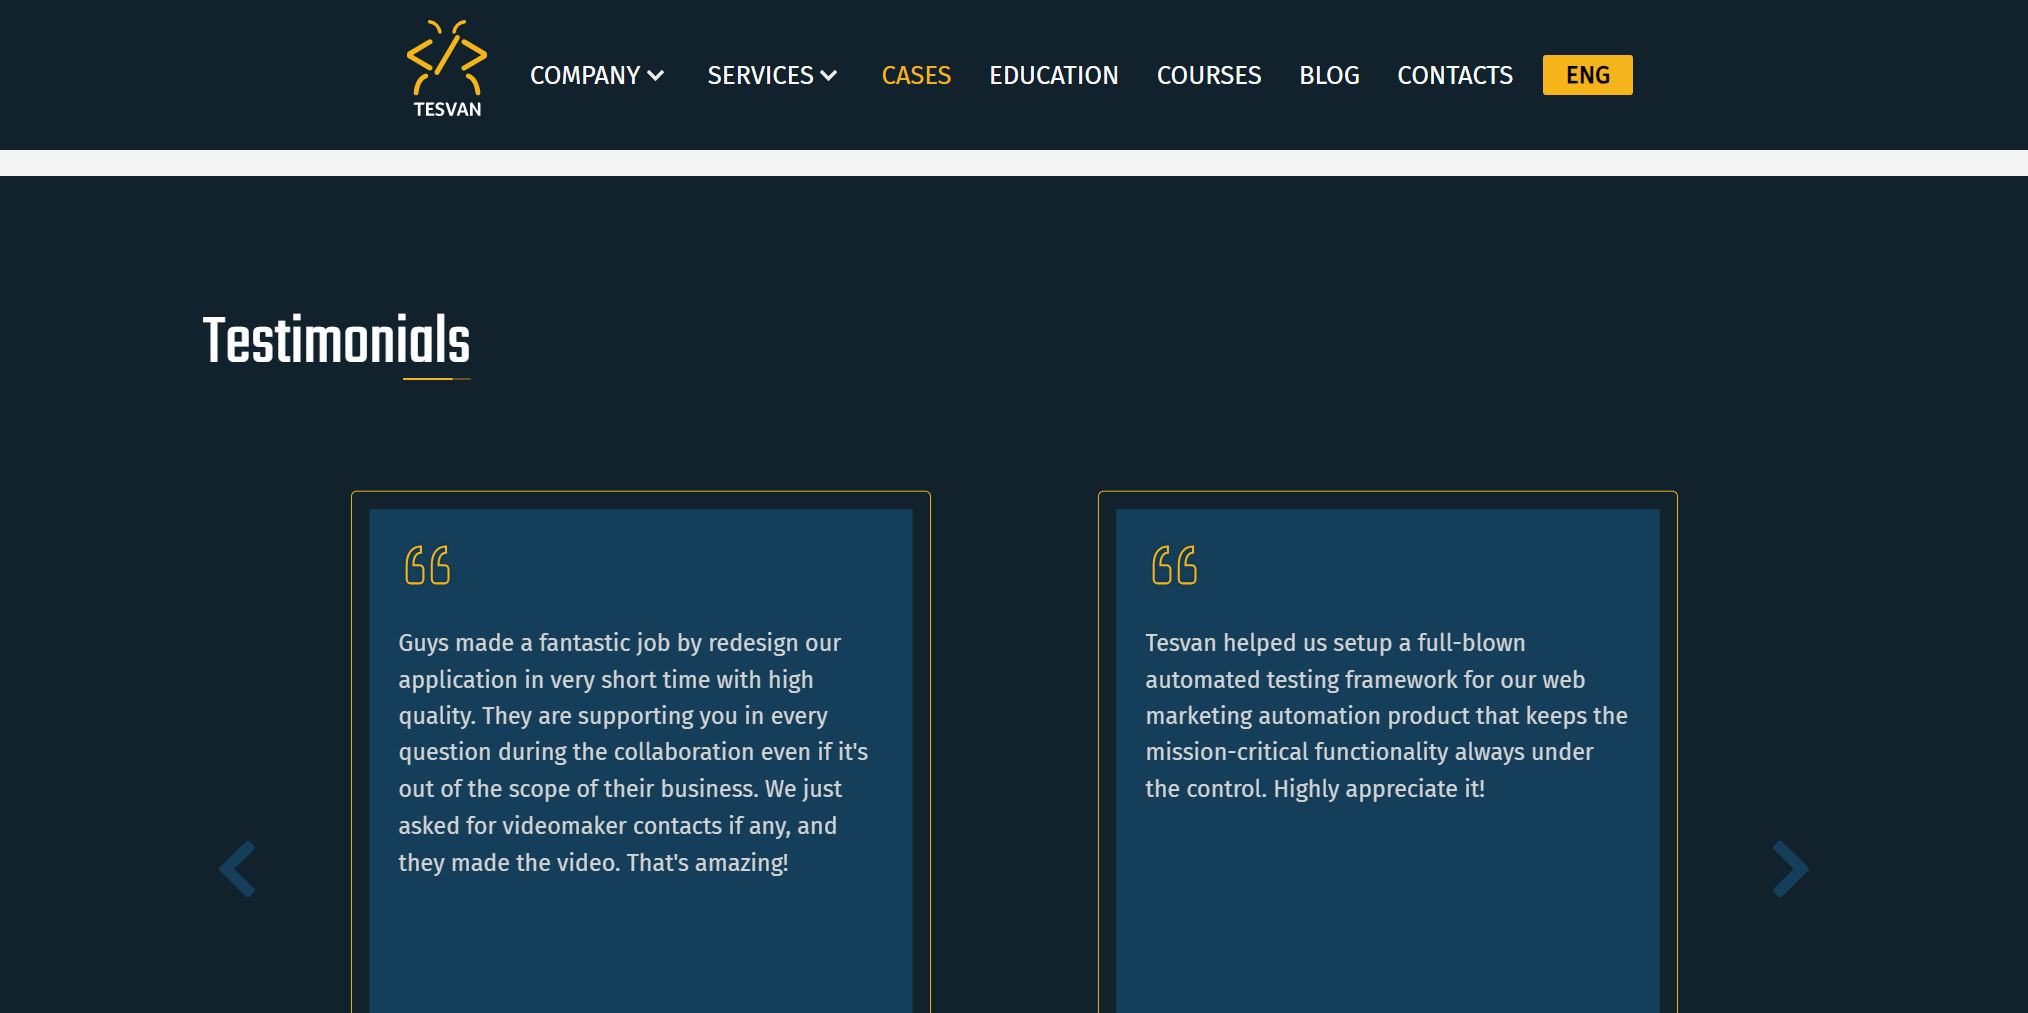 TESVAN
COMPANY
SERVICES
CASES
EDUCATION
COURSES
BLOG
CONTACTS
ENG
Testimonials
Guys made a fantastic job by redesign our
application in very short time with high
quality. They are supporting you in every
question during the collaboration even if it's
out of the scope of their business. We just
asked for videomaker contacts if any, and
they made the video. That's amazing!
Tesvan helped us setup a full-blown
automated testing framework for our web
marketing automation product that keeps the
mission-critical functionality always under
the control. Highly appreciate it!